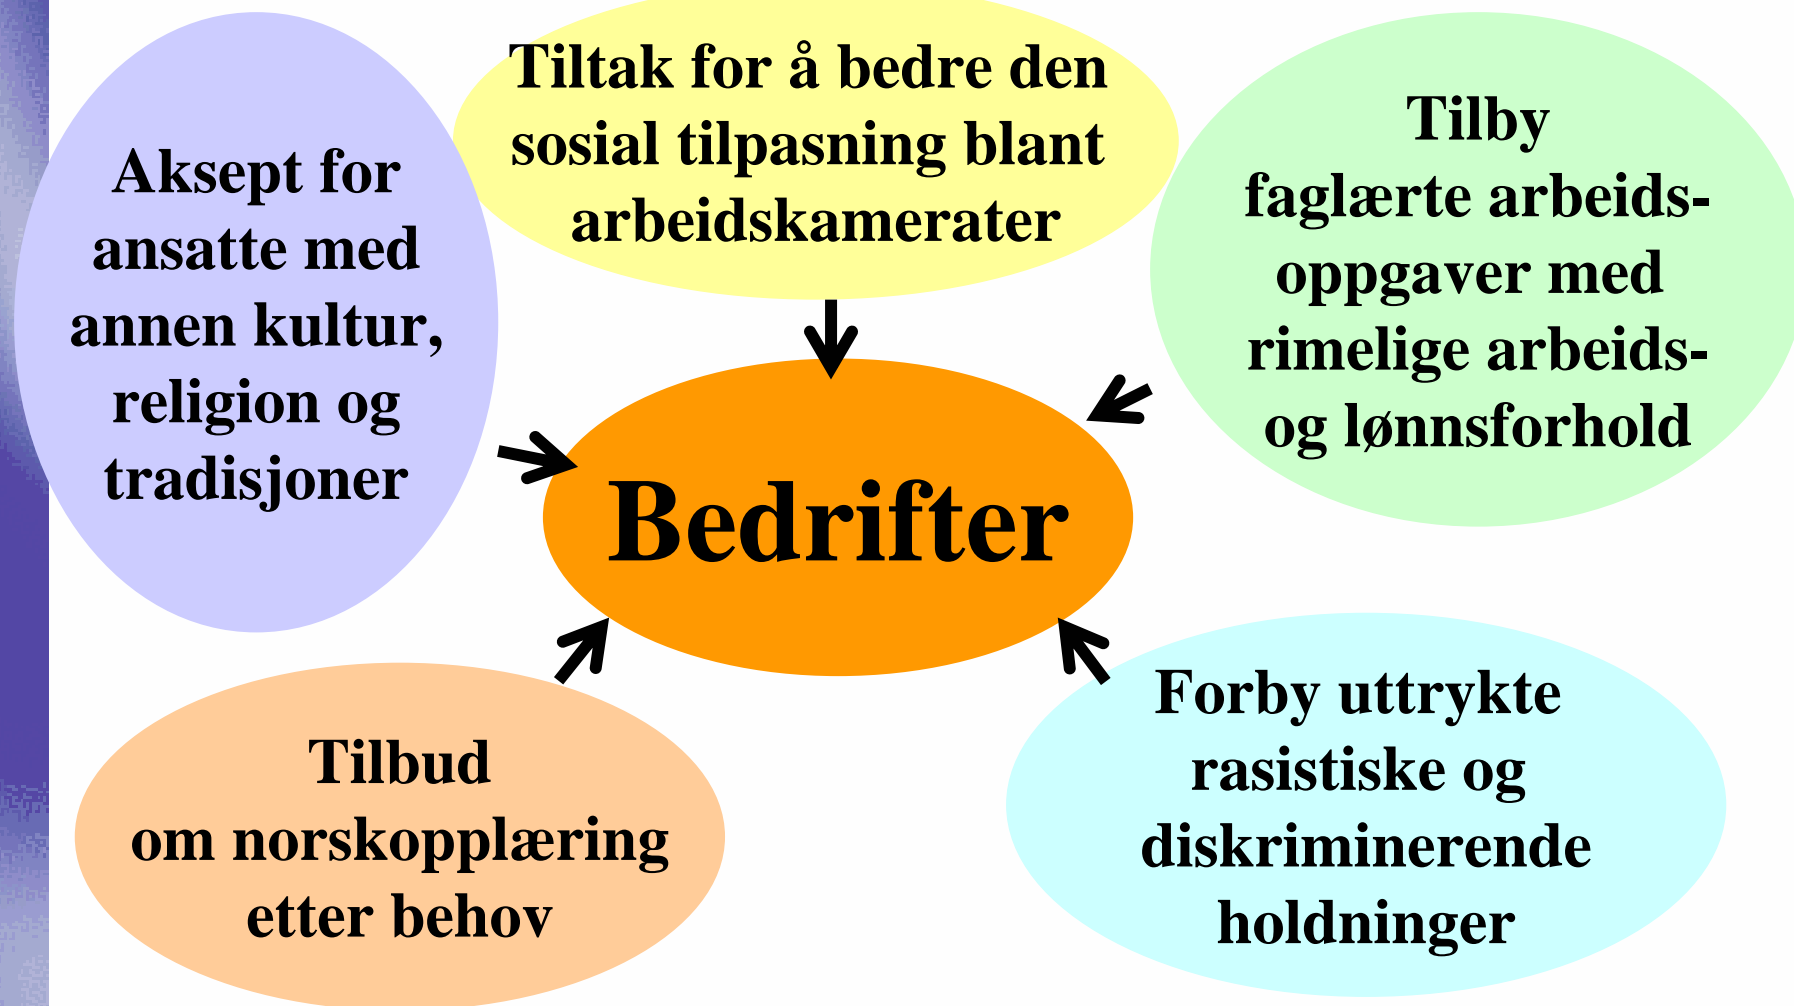 Aksept for
ansatte med
annen kultur,
religion og
tradisjoner
Tiltak for å bedre den
sosial tilpasning blant
arbeidskamerater
Tilby
faglærte arbeids-
oppgaver med
rimelige arbeids-
og lønnsforhold
Bedrifter
Tilbud
om norskopplæring
etter behov
Forby uttrykte
rasistiske og
diskriminerende
holdninger